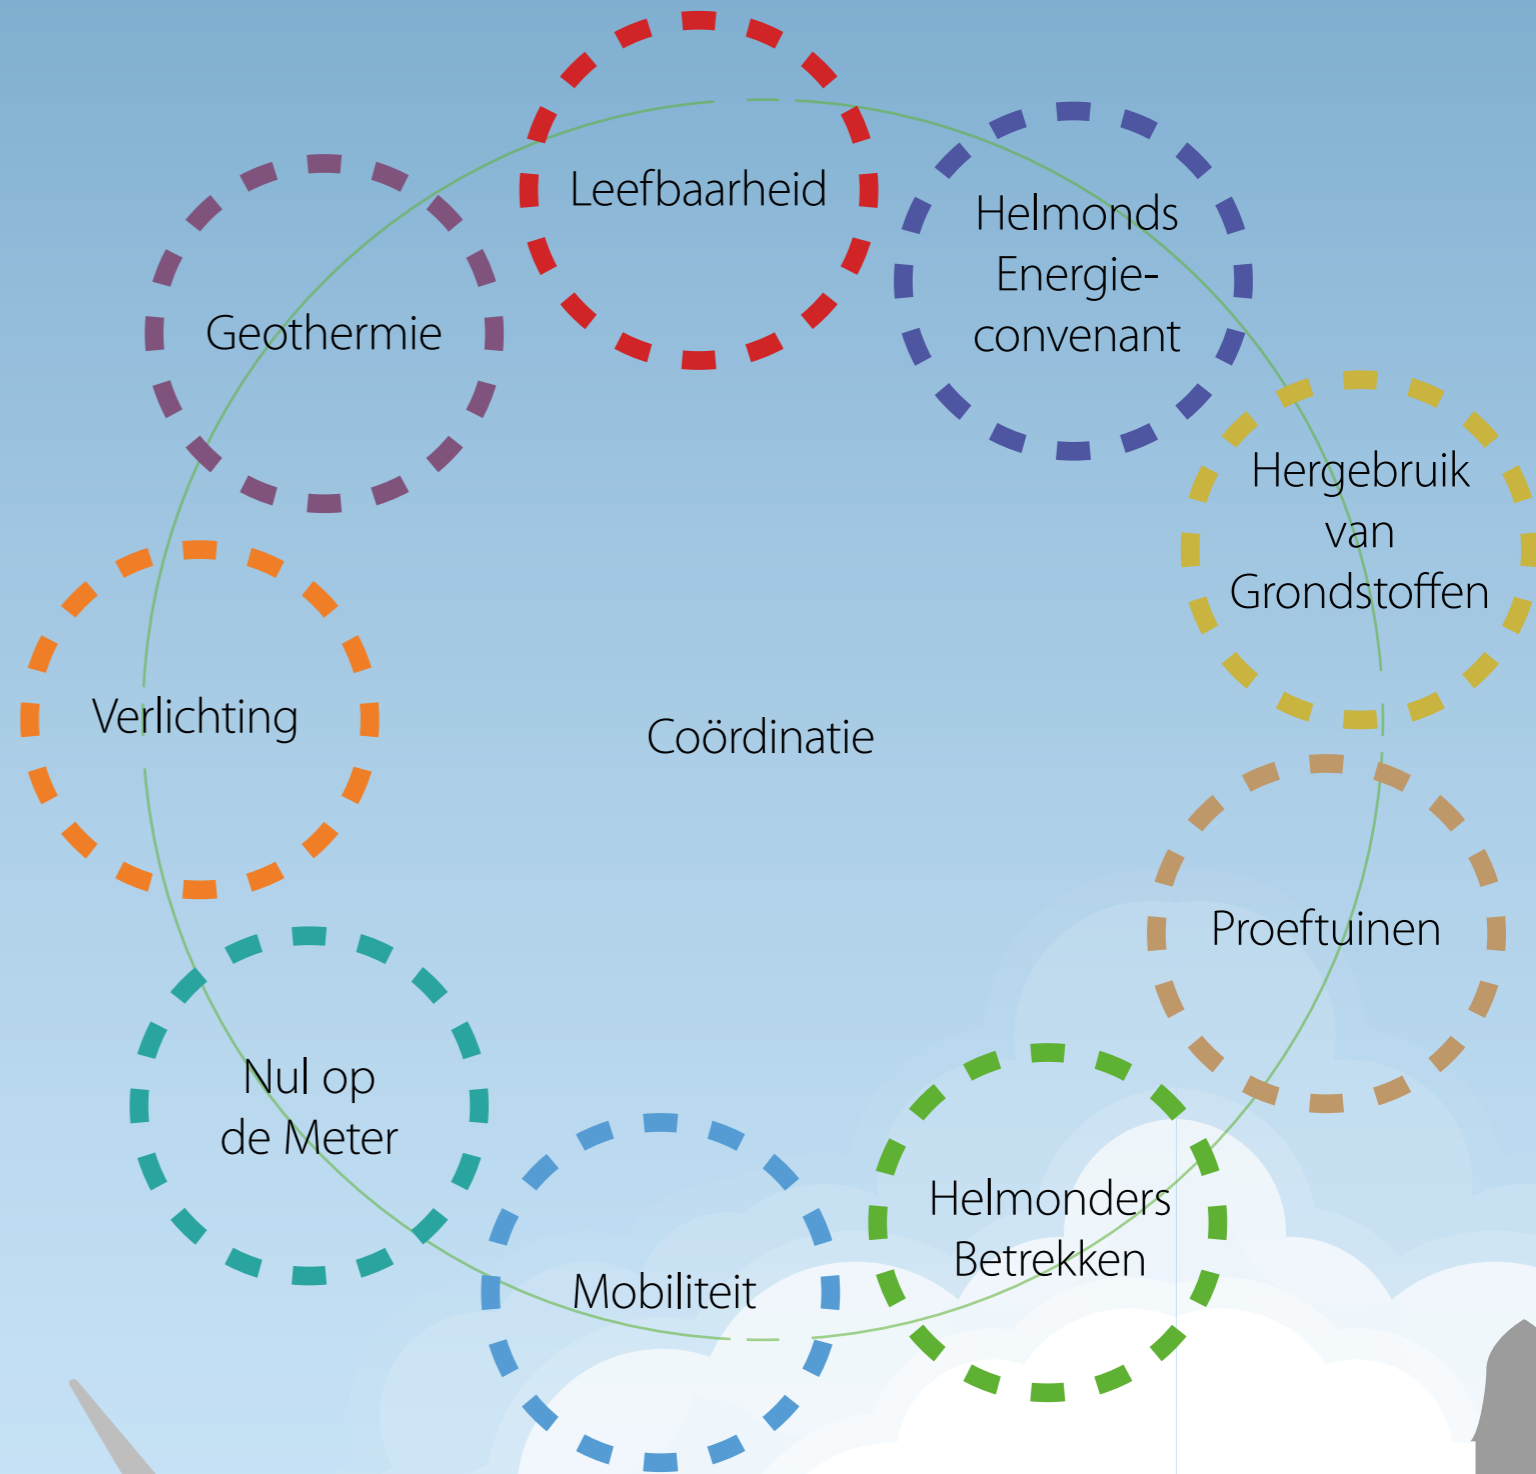 Leefbaarheid
Helmonds
Energie-
convenant
Geothermie
Hergebruik
van
Grondstoffen
Verlichting
Coördinatie
Proeftuinen
Nul op
de Meter
Helmonders
Betrekken
Mobiliteit